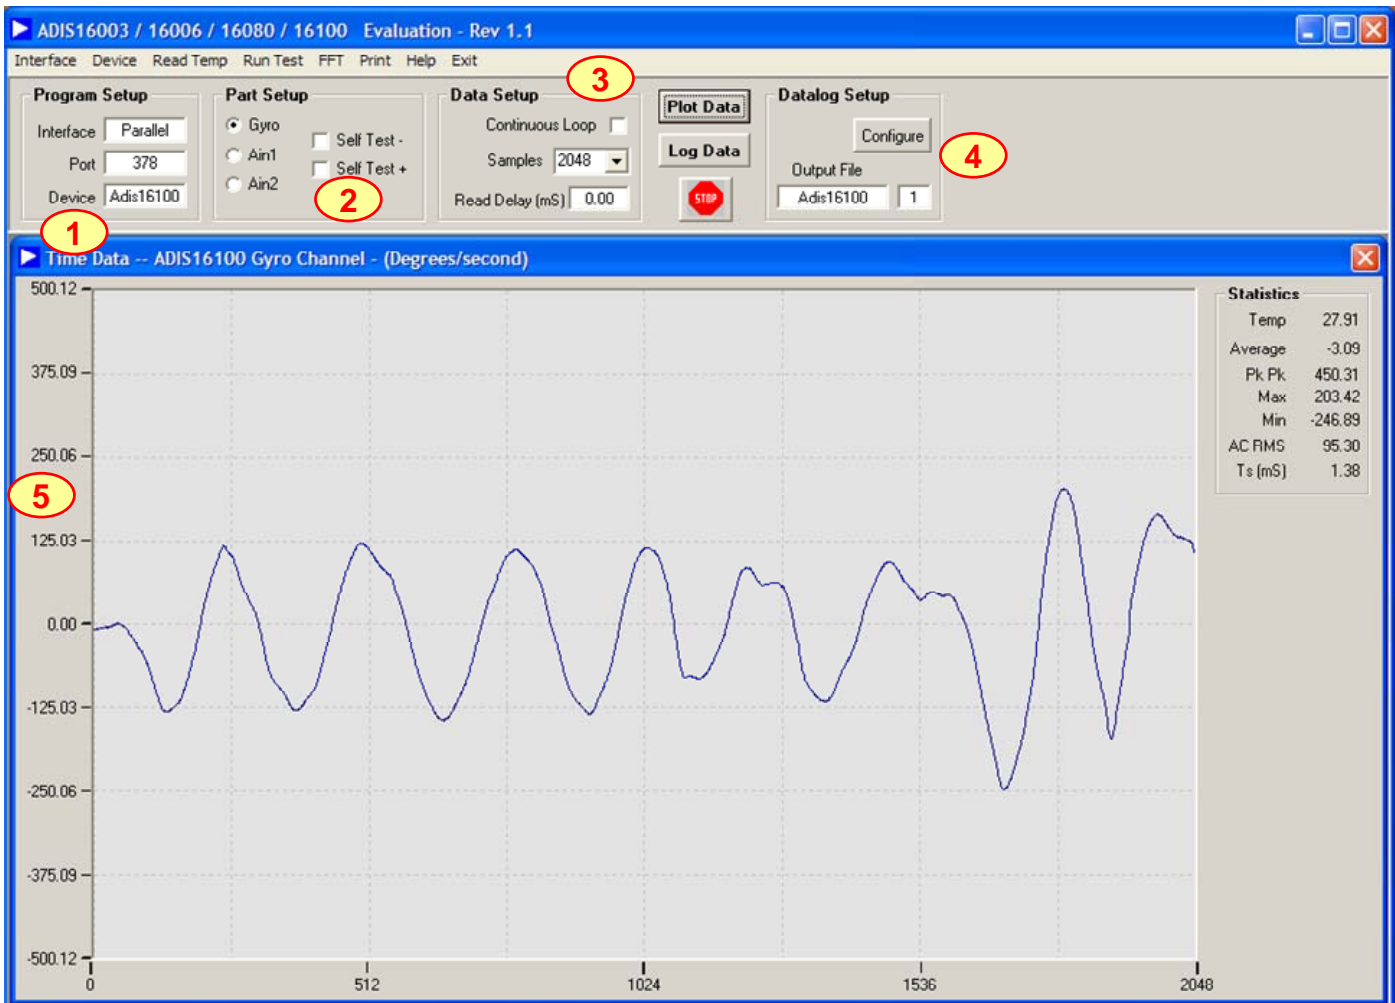 ADIS16003 / 16006 / 16080 / 16100 Evaluation - Rev 1.1
Interface Device Read Temp Run Test FFT Print Help Exit
3
Program Setup
Interface Parallel
Port 378
Device Adis16100
1
Part Setup
Gyro
Ain1
Ain2
Self Test -
Self Test +
2
Data Setup
Continuous Loop
Samples 2048
Read Delay (mS) 0.00
Plot Data
Log Data
STOP
Datalog Setup
Configure
4
Output File
Adis16100 1
Time Data -- ADIS16100 Gyro Channel - (Degrees/second)
500.12
375.09
250.06
5
125.03
0.00
-125.03
-250.06
-375.09
-500.12
0 512 1024 1536 2048
Statistics
Temp 27.91
Average -3.09
Pk Pk 450.31
Max 203.42
Min -246.89
AC RMS 95.30
Ts (mS) 1.38